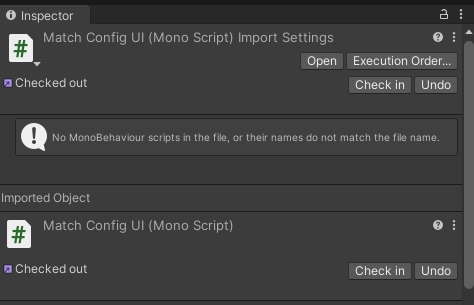 Inspector
Match Config UI (Mono Script) Import Settings
Open Execution Order...
Checked out
Check in Undo
No MonoBehaviour scripts in the file, or their names do not match the file name.
Imported Object
Match Config UI (Mono Script)
Checked out
Check in Undo